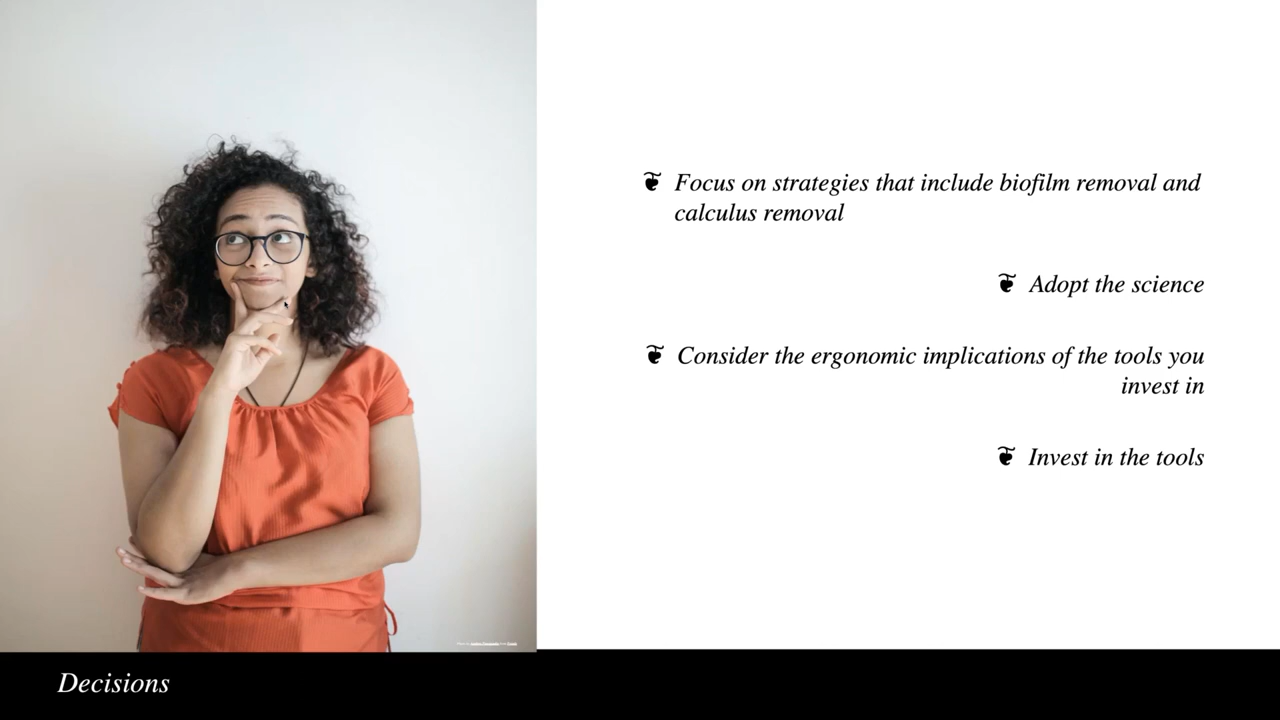 ❦ Focus on strategies that include biofilm removal and
calculus removal
❦ Adopt the science
❦ Consider the ergonomic implications of the tools you
invest in
❦ Invest in the tools
Decisions